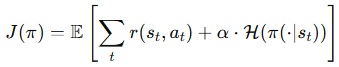 J(π) = 𝔼 [ ∑_t r(s_t, a_t) + α · ℋ(π(·|s_t)) ]